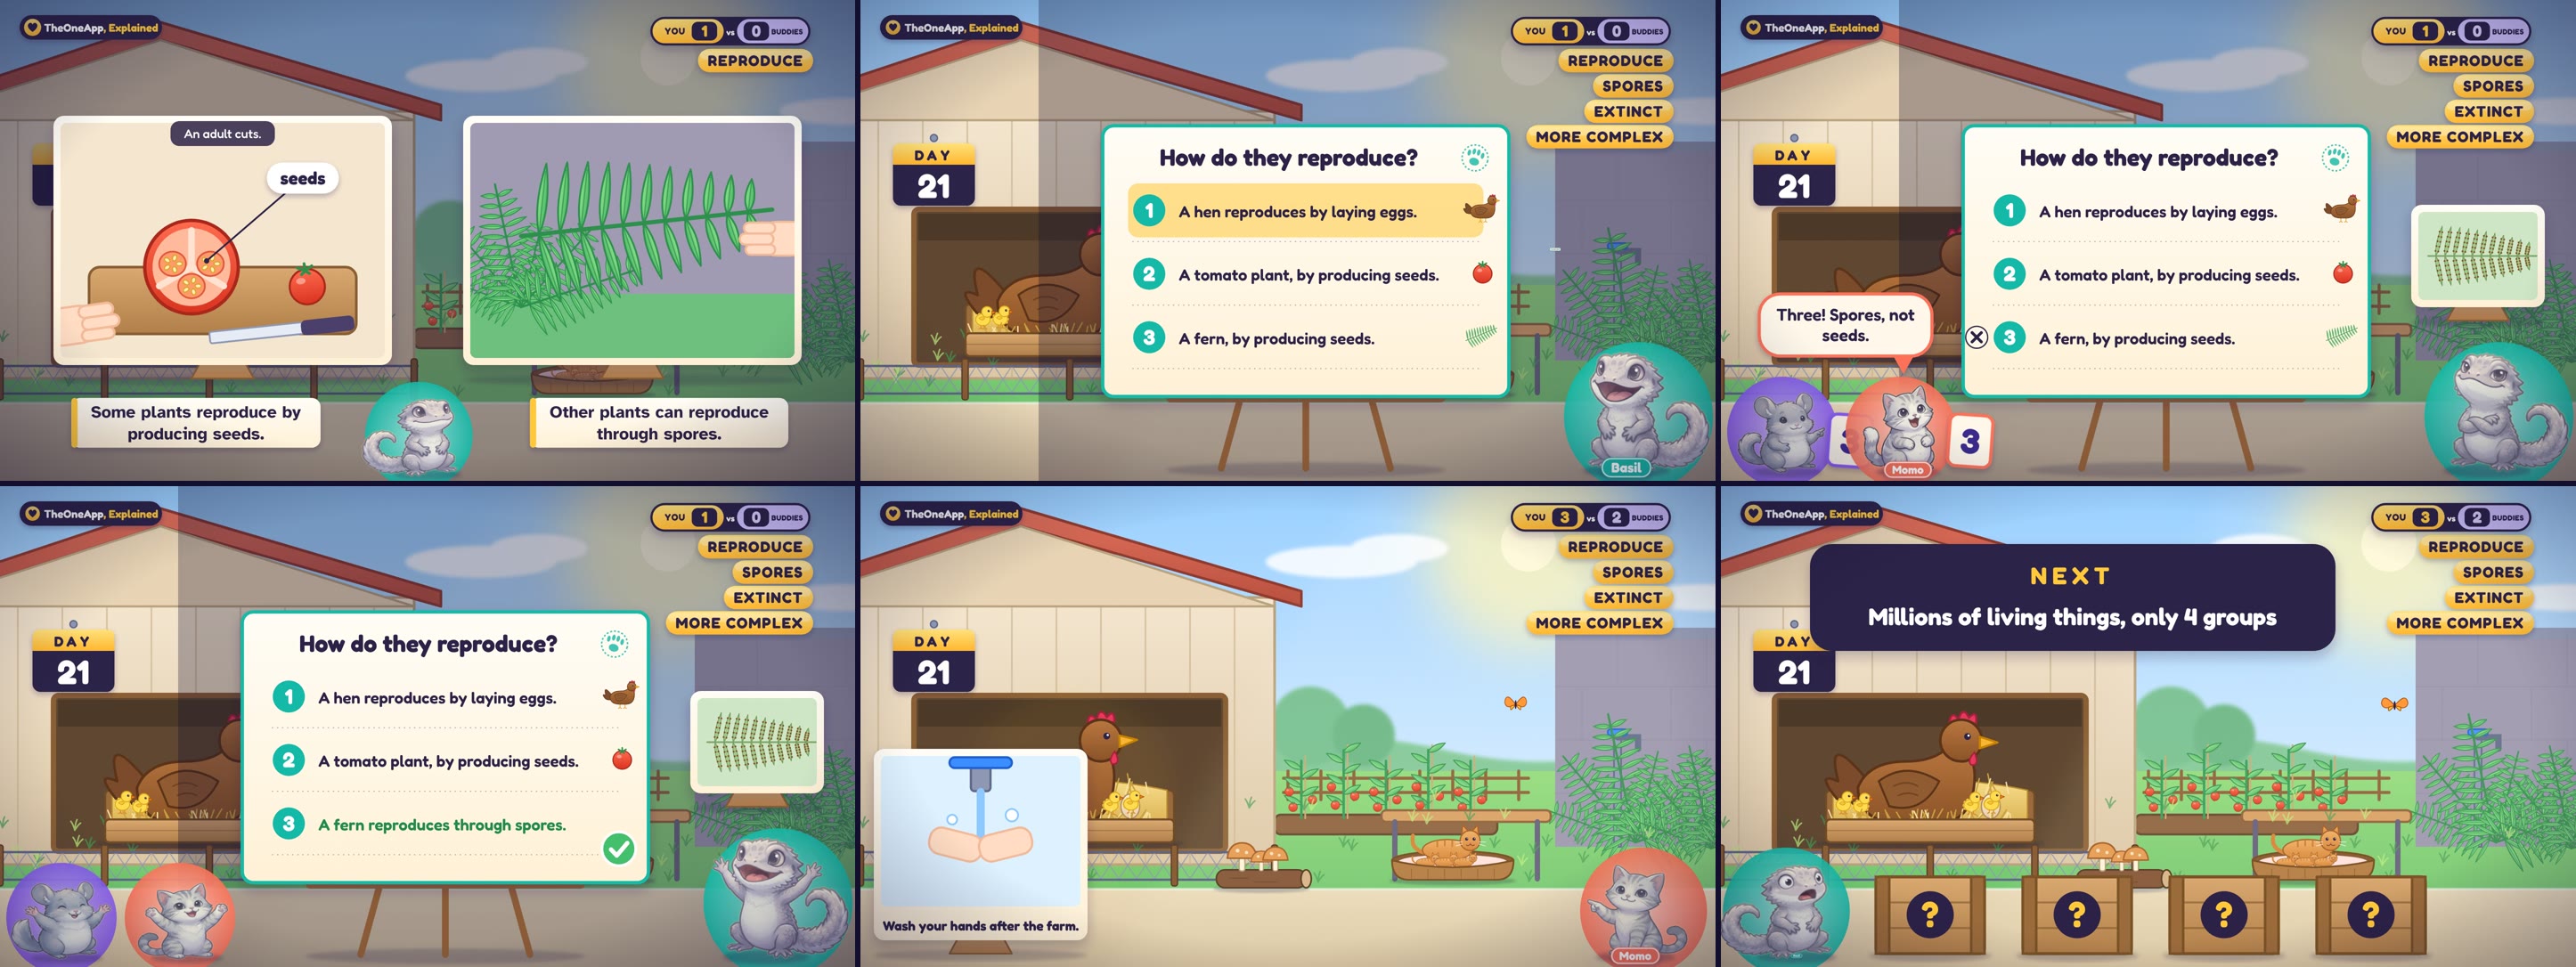 TheOneApp, Explained
YOU 1 vs 0 BUDDIES
REPRODUCE
An adult cuts.
seeds
Some plants reproduce by
producing seeds.
Other plants can reproduce
through spores.
TheOneApp, Explained
YOU 1 vs 0 BUDDIES
REPRODUCE
SPORES
EXTINCT
MORE COMPLEX
DAY
21
How do they reproduce?
1 A hen reproduces by laying eggs.
2 A tomato plant, by producing seeds.
3 A fern, by producing seeds.
Basil
TheOneApp, Explained
YOU 1 vs 0 BUDDIES
REPRODUCE
SPORES
EXTINCT
MORE COMPLEX
DAY
21
How do they reproduce?
1 A hen reproduces by laying eggs.
2 A tomato plant, by producing seeds.
3 A fern, by producing seeds.
Three! Spores, not
seeds.
3
3
Momo
TheOneApp, Explained
YOU 1 vs 0 BUDDIES
REPRODUCE
SPORES
EXTINCT
MORE COMPLEX
DAY
21
How do they reproduce?
1 A hen reproduces by laying eggs.
2 A tomato plant, by producing seeds.
3 A fern reproduces through spores.
TheOneApp, Explained
YOU 3 vs 2 BUDDIES
REPRODUCE
SPORES
EXTINCT
MORE COMPLEX
DAY
21
Wash your hands after the farm.
Momo
TheOneApp, Explained
YOU 3 vs 2 BUDDIES
REPRODUCE
SPORES
EXTINCT
MORE COMPLEX
NEXT
Millions of living things, only 4 groups
DAY
21
? ? ? ?